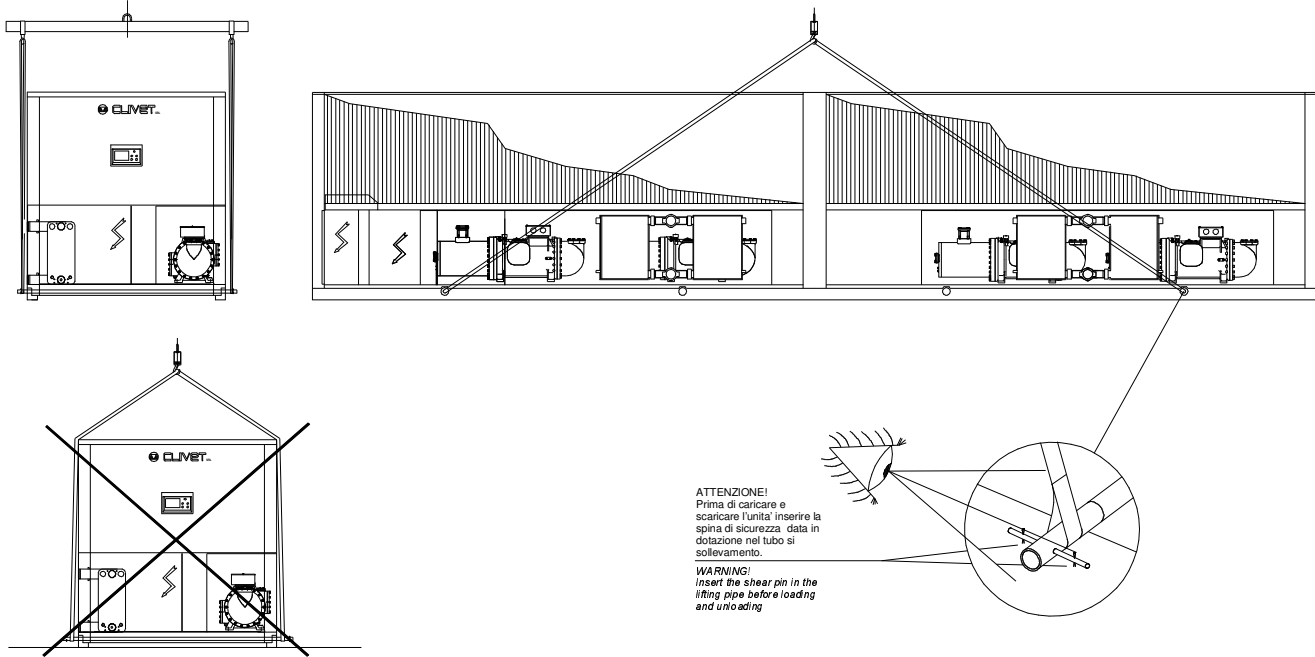 CLIVET
CLIVET
ATTENZIONE!
Prima di caricare e
scaricare l'unita' inserire la
spina di sicurezza data in
dotazione nel tubo si
sollevamento.
WARNING!
Insert the shear pin in the
lifting pipe before loading
and unloading